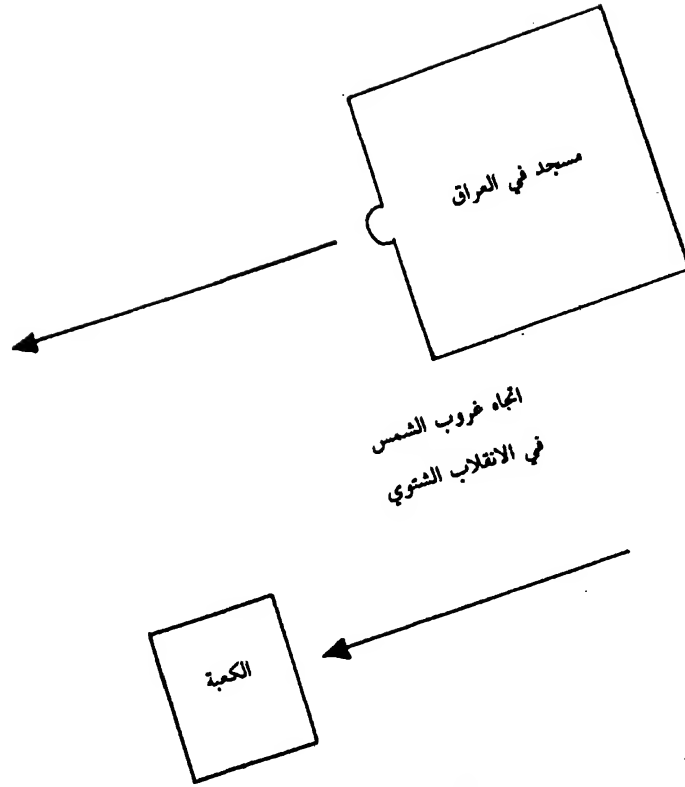 مسجد في العراق
اتجاه غروب الشمس
في الانقلاب الشتوي
الكعبة